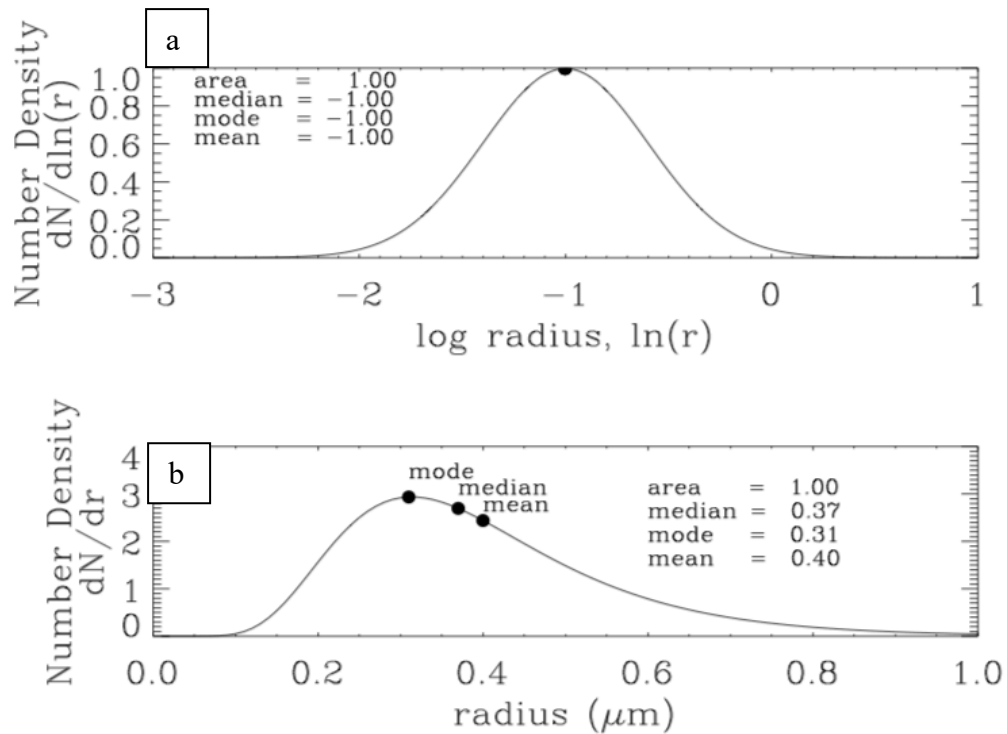 a
Number Density
dN/dln(r)
1.0
0.8
0.6
0.4
0.2
0.0
area = 1.00
median = −1.00
mode = −1.00
mean = −1.00
−3 −2 −1 0 1
log radius, ln(r)
b
Number Density
dN/dr
4
3
2
1
0
mode
median
mean
area = 1.00
median = 0.37
mode = 0.31
mean = 0.40
0.0 0.2 0.4 0.6 0.8 1.0
radius (μm)